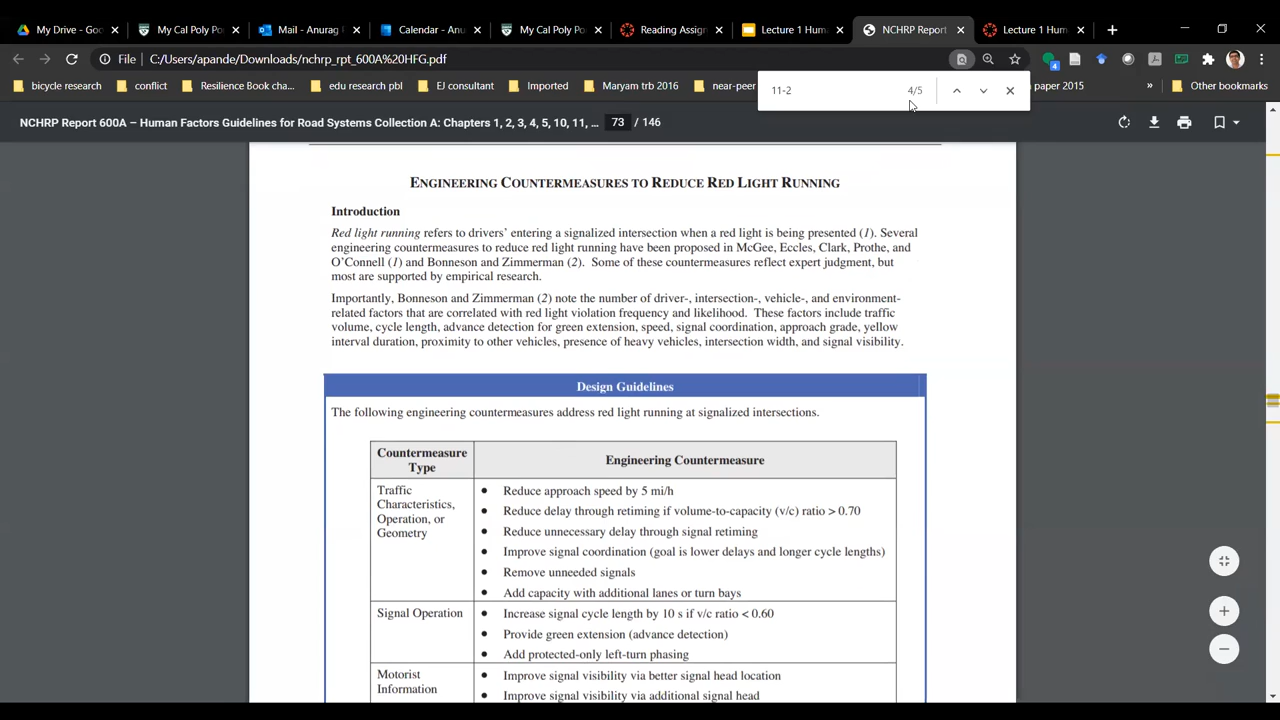 My Drive - Goo
My Cal Poly Po
Mail - Anurag
Calendar - Anu
My Cal Poly Po
Reading Assig
Lecture 1 Hum
NCHRP Report
Lecture 1 Hum
File
C:/Users/apande/Downloads/nchrp_rpt_600A%20HFG.pdf
4
bicycle research
conflict
Resilience Book cha...
edu research
EJ consultant
Imported
Maryam trb 2016
near-peer
paper 2015
Other bookmarks
11-2
4/5
NCHRP Report 600A – Human Factors Guidelines for Road Systems Collection A: Chapters 1, 2, 3, 4, 5, 10, 11, ...
73 / 146
ENGINEERING COUNTERMEASURES TO REDUCE RED LIGHT RUNNING
Introduction
Red light running refers to drivers' entering a signalized intersection when a red light is being presented (1). Several
engineering countermeasures to reduce red light running have been proposed in McGee, Eccles, Clark, Prothe, and
O'Connell (1) and Bonneson and Zimmerman (2). Some of these countermeasures reflect expert judgment, but
most are supported by empirical research.
Importantly, Bonneson and Zimmerman (2) note the number of driver-, intersection-, vehicle-, and environment-
related factors that are correlated with red light violation frequency and likelihood. These factors include traffic
volume, cycle length, advance detection for green extension, speed, signal coordination, approach grade, yellow
interval duration, proximity to other vehicles, presence of heavy vehicles, intersection width, and signal visibility.
Design Guidelines
The following engineering countermeasures address red light running at signalized intersections.
Countermeasure
Type
Engineering Countermeasure
Traffic
Characteristics,
Operation, or
Geometry
• Reduce approach speed by 5 mi/h
• Reduce delay through retiming if volume-to-capacity (v/c) ratio > 0.70
• Reduce unnecessary delay through signal retiming
• Improve signal coordination (goal is lower delays and longer cycle lengths)
• Remove unneeded signals
• Add capacity with additional lanes or turn bays
Signal Operation
• Increase signal cycle length by 10 s if v/c ratio < 0.60
• Provide green extension (advance detection)
• Add protected-only left-turn phasing
Motorist
Information
• Improve signal visibility via better signal head location
• Improve signal visibility via additional signal head